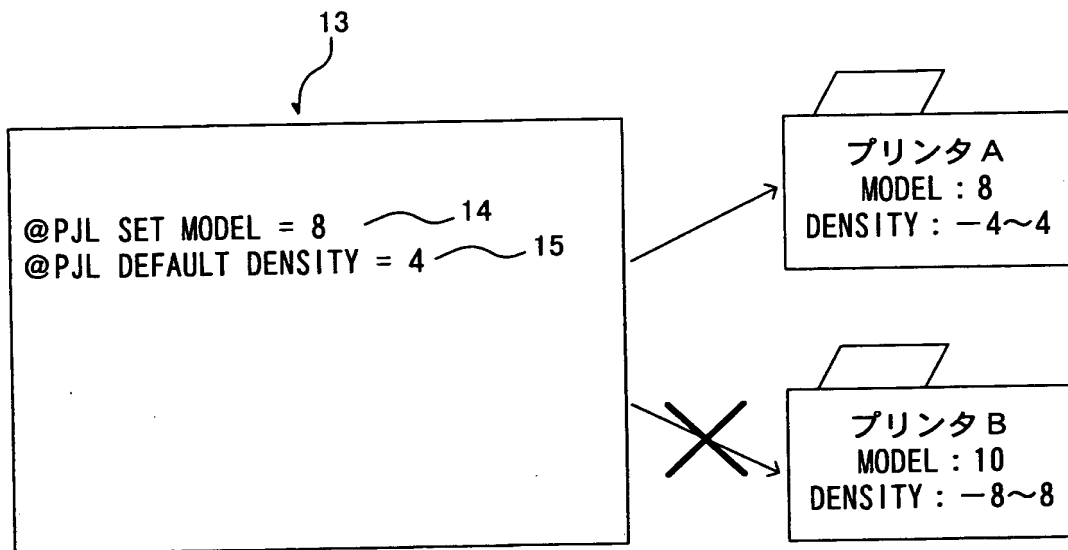 13
@PJL SET MODEL = 8
14
@PJL DEFAULT DENSITY = 4
15
プリンタA
MODEL : 8
DENSITY : −4〜4
プリンタB
MODEL : 10
DENSITY : −8〜8